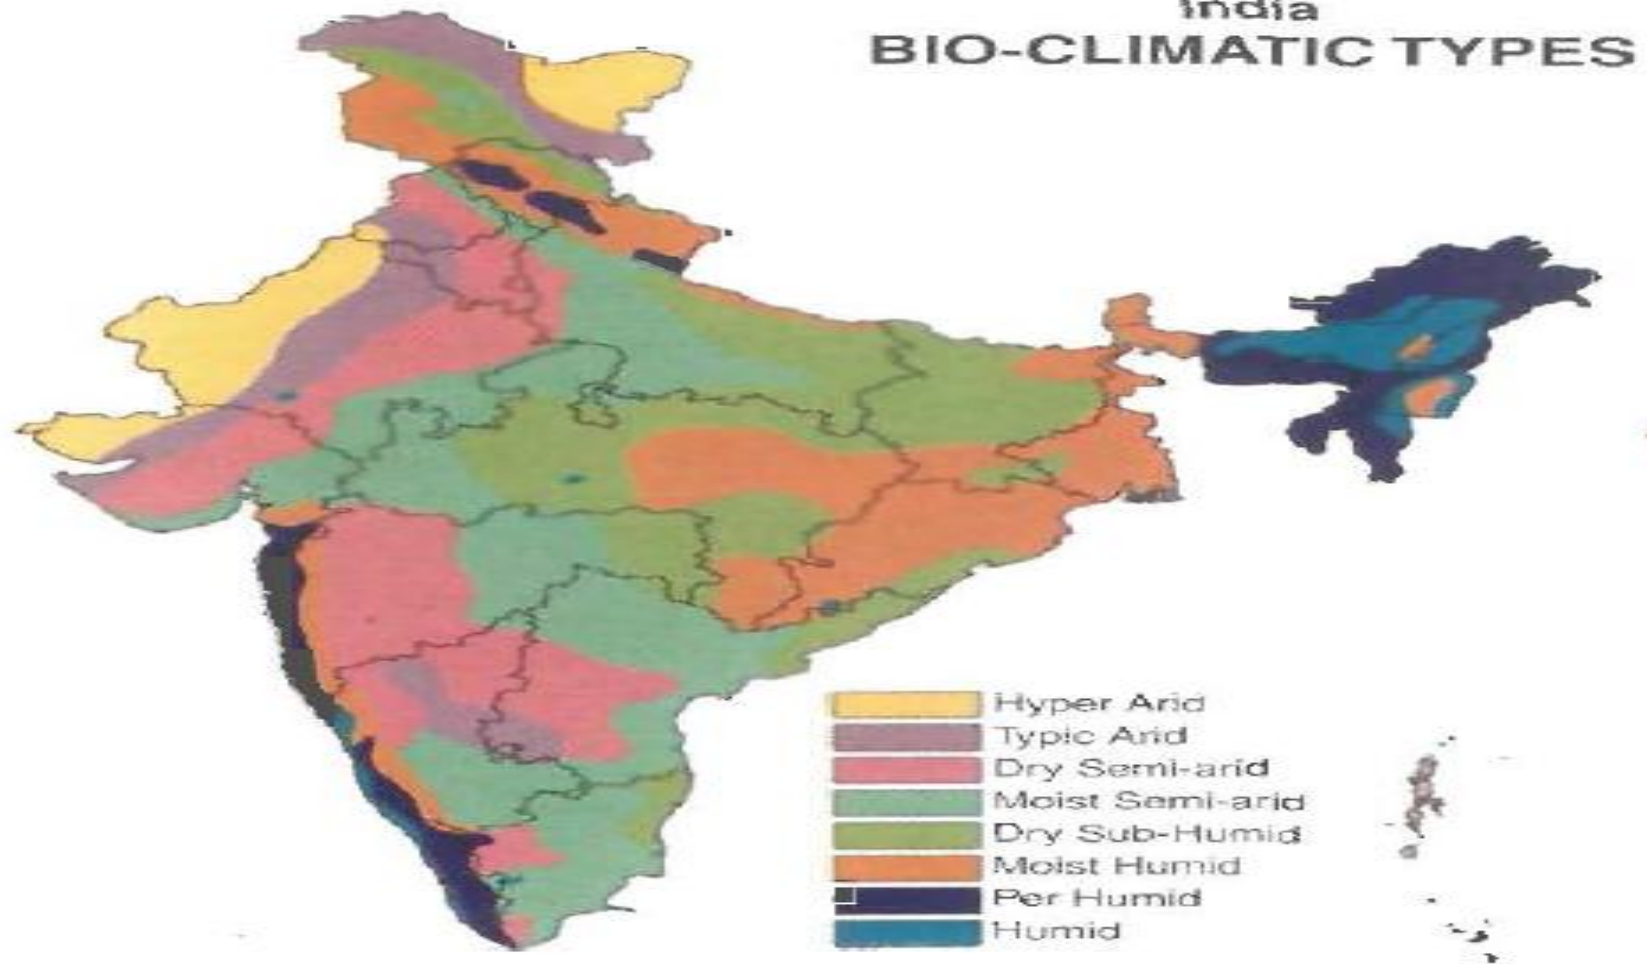 India
BIO-CLIMATIC TYPES
Hyper Arid
Typic Arid
Dry Semi-arid
Moist Semi-arid
Dry Sub-Humid
Moist Humid
Per Humid
Humid